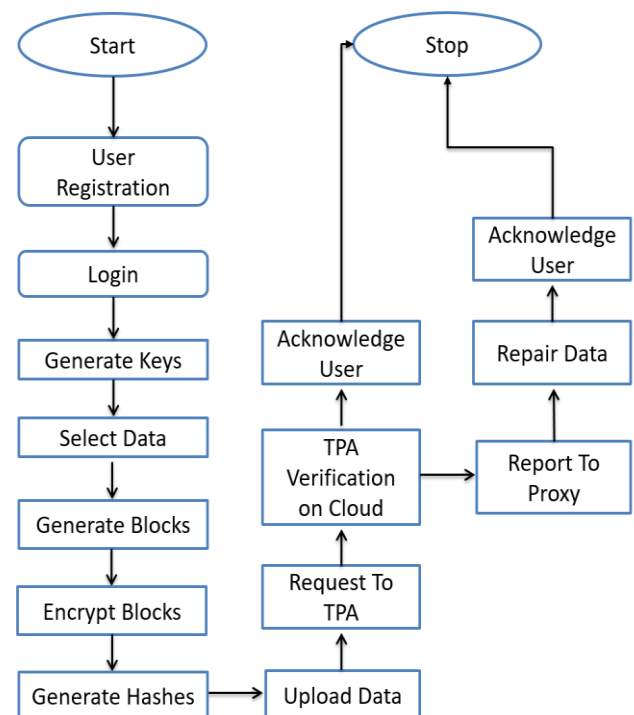 Start
User
Registration
Login
Generate Keys
Select Data
Generate Blocks
Encrypt Blocks
Generate Hashes
Upload Data
Request To
TPA
TPA
Verification
on Cloud
Acknowledge
User
Report To
Proxy
Repair Data
Acknowledge
User
Stop